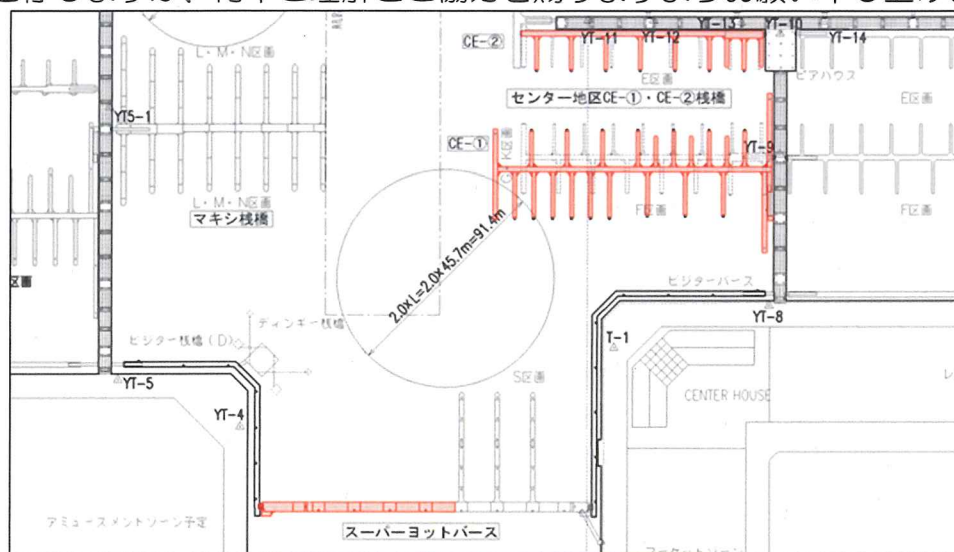 YT-13
YT-10
CE-②
YT-11
YT-12
YT-14
L・M・N区画
E区画
ピアハウス
センター地区CE-①・CE-②桟橋
E区画
YT5-1
CE-①
K区画
YT-9
L・M・N区画
マキシ桟橋
F区画
F区画
2.0×L=2.0×45.7m=91.4m
区画
ビジターバース
YT-8
ディンギー桟橋
ビジター桟橋(D)
T-1
S区画
YT-5
CENTER HOUSE
YT-4
アミューズメントゾーン予定
スーパーヨットバース